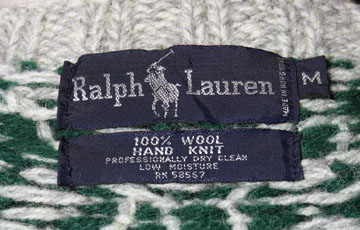 Ralph Lauren
M
MADE IN HONG KONG
100% WOOL
HAND KNIT
PROFESSIONALLY DRY CLEAN
LOW MOISTURE
RN 58567